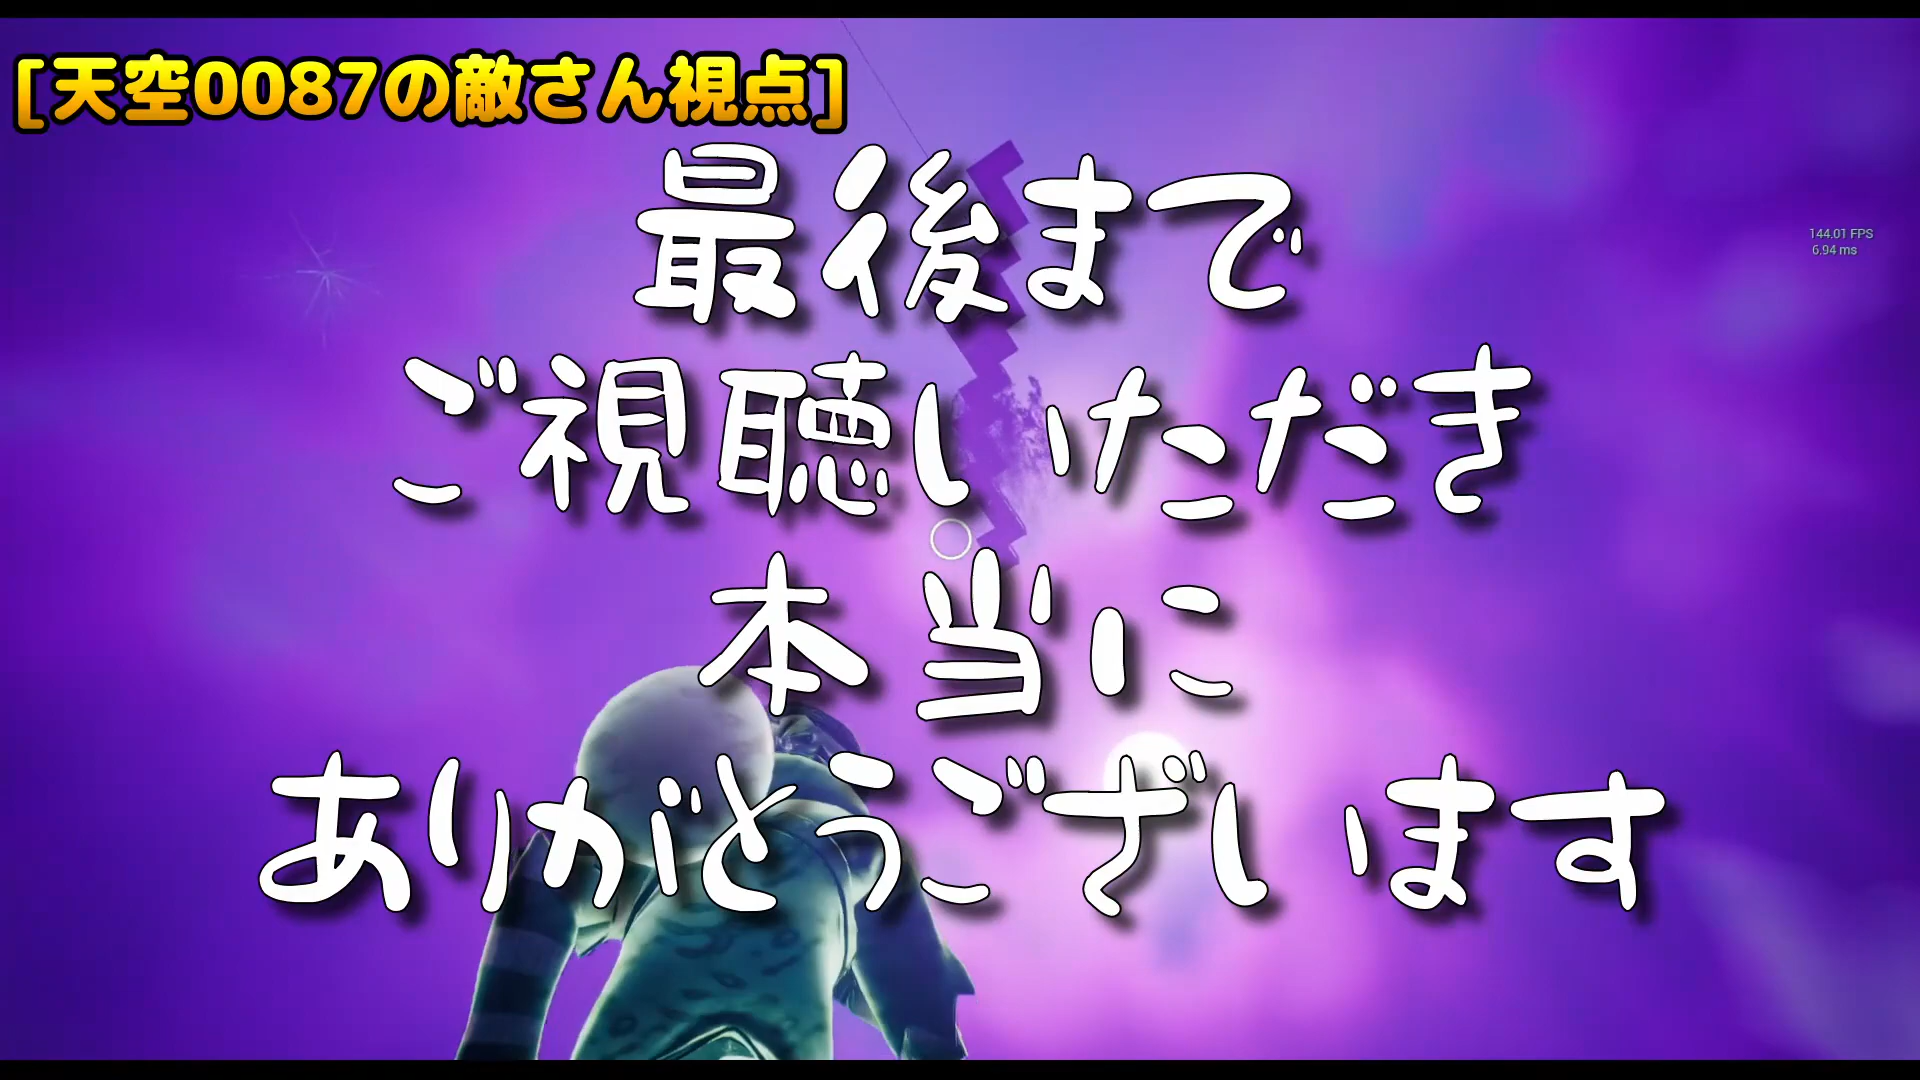 [天空0087の敵さん視点]
最後まで
144.01 FPS
6.94 ms
ご視聴いただき
本当に
ありがとうございます